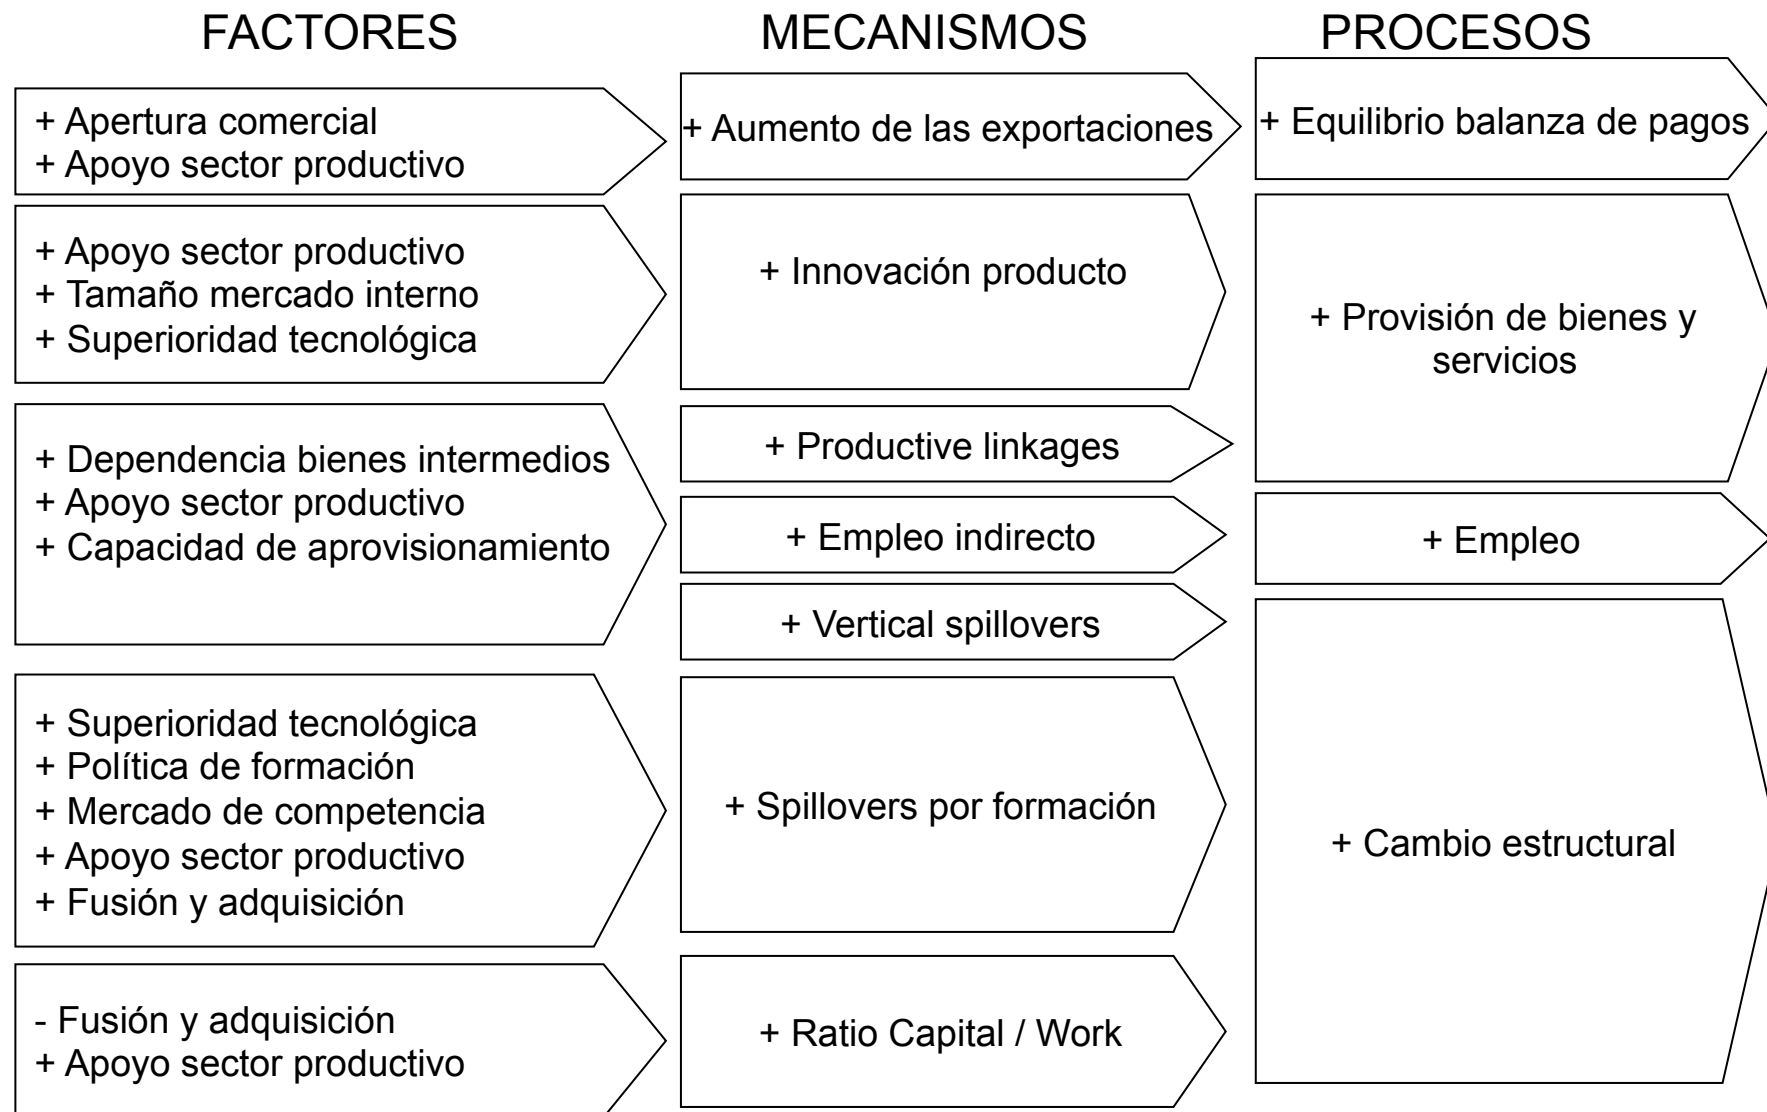 FACTORES
MECANISMOS
PROCESOS
+ Apertura comercial
+ Apoyo sector productivo
+ Aumento de las exportaciones
+ Equilibrio balanza de pagos
+ Apoyo sector productivo
+ Tamaño mercado interno
+ Superioridad tecnológica
+ Innovación producto
+ Provisión de bienes y
servicios
+ Dependencia bienes intermedios
+ Apoyo sector productivo
+ Capacidad de aprovisionamiento
+ Productive linkages
+ Empleo indirecto
+ Vertical spillovers
+ Empleo
+ Superioridad tecnológica
+ Política de formación
+ Mercado de competencia
+ Apoyo sector productivo
+ Fusión y adquisición
+ Spillovers por formación
+ Cambio estructural
- Fusión y adquisición
+ Apoyo sector productivo
+ Ratio Capital / Work